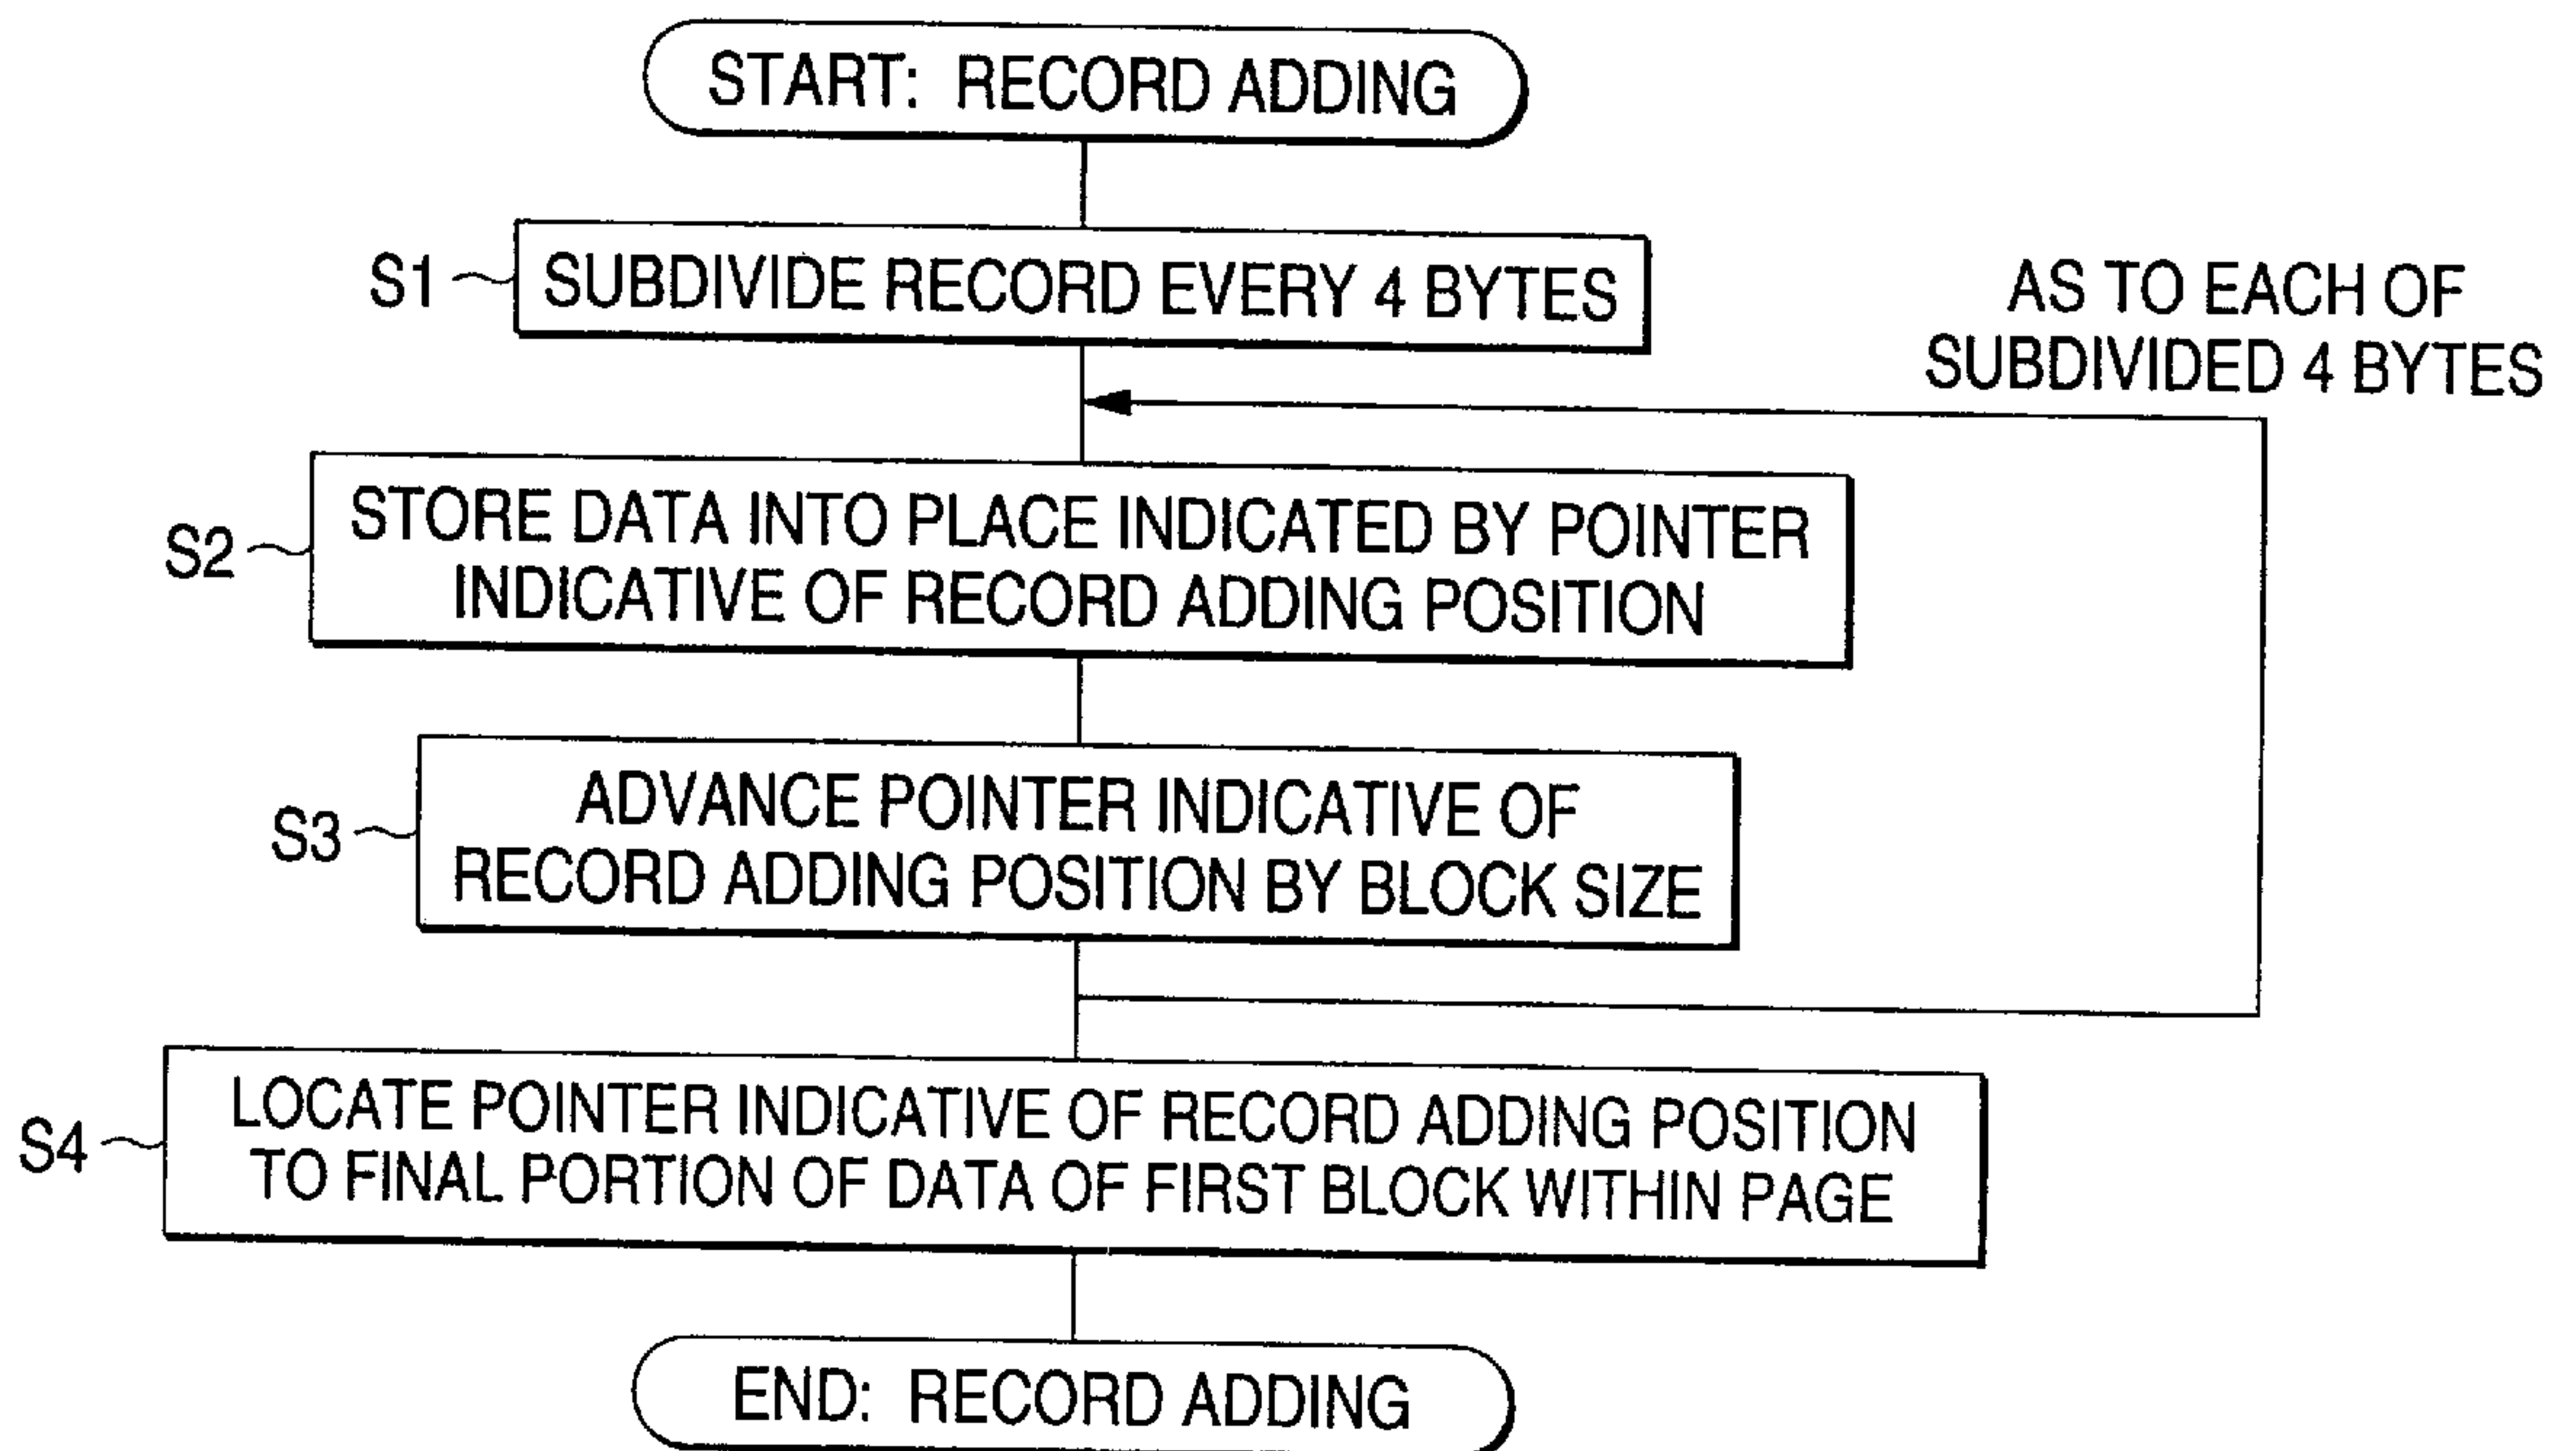 START: RECORD ADDING
S1
SUBDIVIDE RECORD EVERY 4 BYTES
AS TO EACH OF
SUBDIVIDED 4 BYTES
S2
STORE DATA INTO PLACE INDICATED BY POINTER
INDICATIVE OF RECORD ADDING POSITION
S3
ADVANCE POINTER INDICATIVE OF
RECORD ADDING POSITION BY BLOCK SIZE
S4
LOCATE POINTER INDICATIVE OF RECORD ADDING POSITION
TO FINAL PORTION OF DATA OF FIRST BLOCK WITHIN PAGE
END: RECORD ADDING